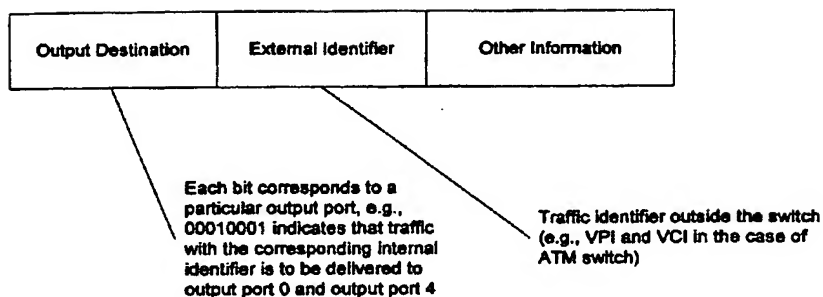 Output Destination
External Identifier
Other Information
Each bit corresponds to a
particular output port, e.g.,
00010001 indicates that traffic
with the corresponding internal
identifier is to be delivered to
output port 0 and output port 4
Traffic identifier outside the switch
(e.g., VPI and VCI in the case of
ATM switch)